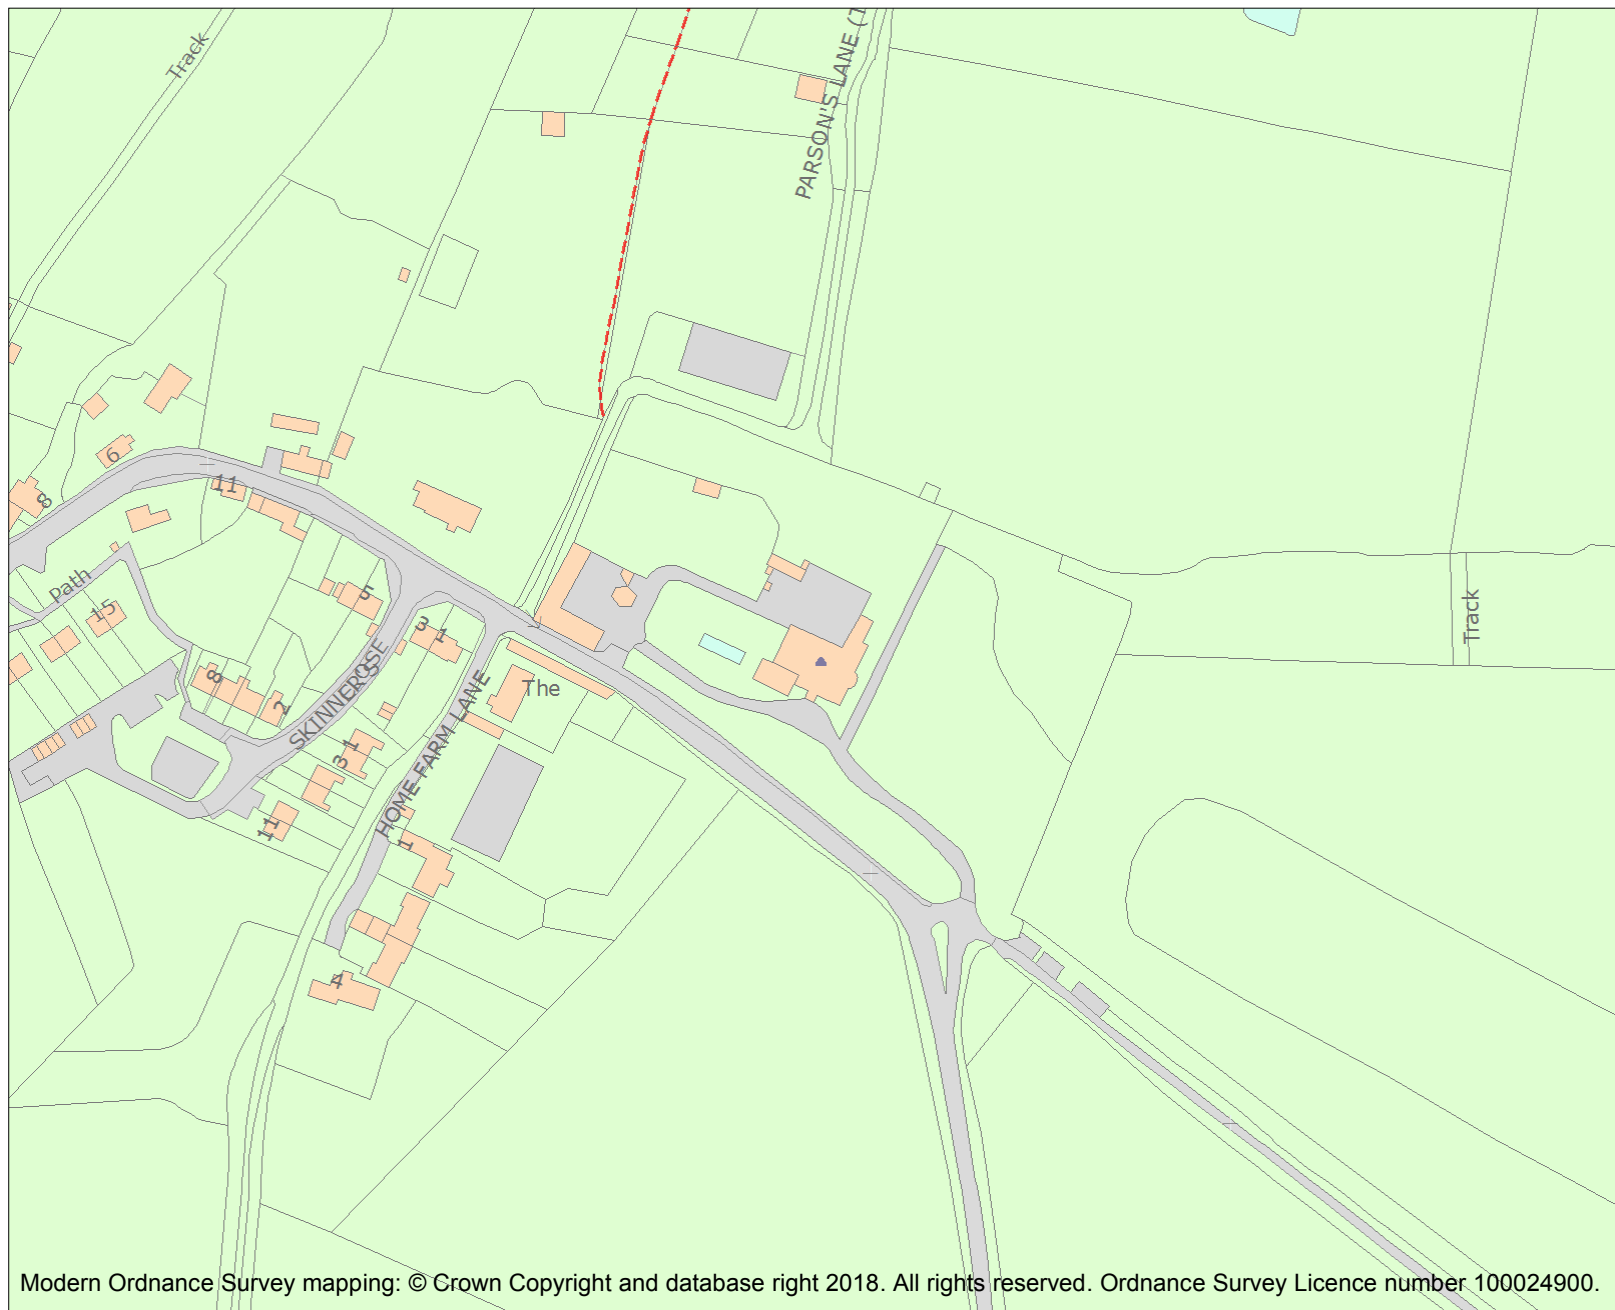 Track
PARSON'S LANE (T
6
8
11
Path
15
5
3
1
8
2
SKINNEROSE
The
HOME FARM LANE
3
1
11
1
4
Track
Modern Ordnance Survey mapping: © Crown Copyright and database right 2018. All rights reserved. Ordnance Survey Licence number 100024900.